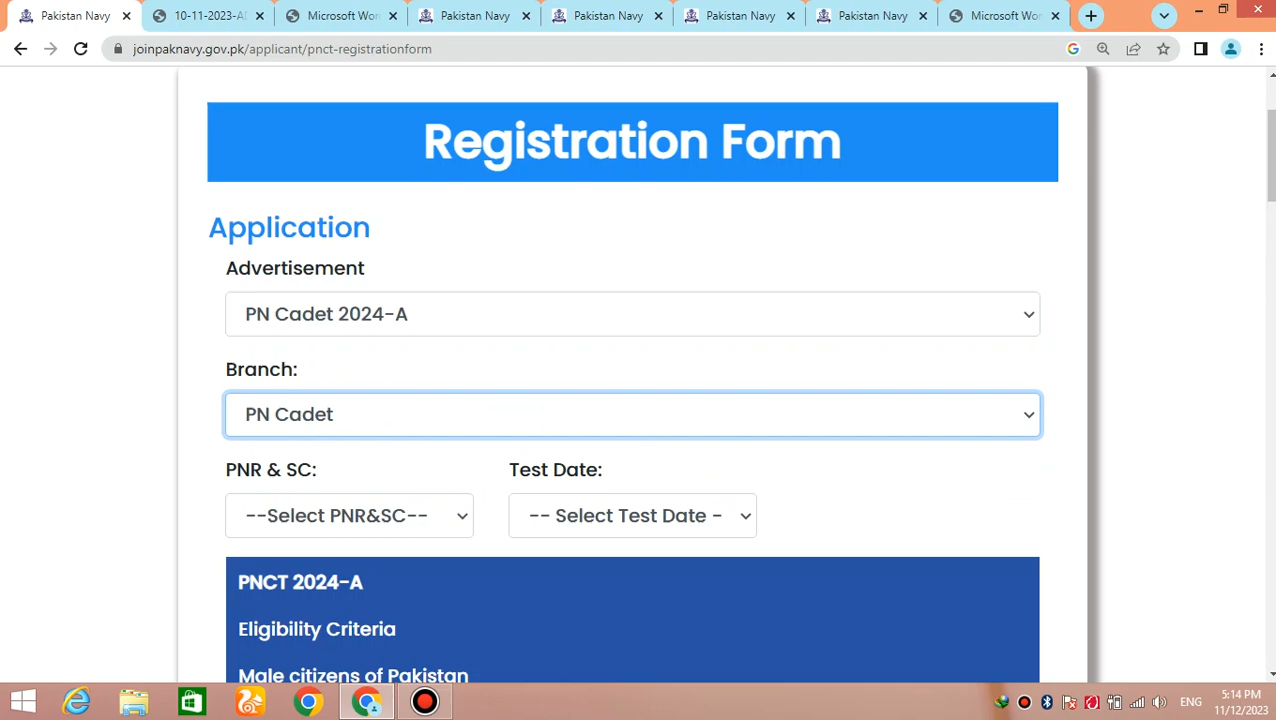 Pakistan Navy
10-11-2023-A
Microsoft Wor
Pakistan Navy
Pakistan Navy
Pakistan Navy
Pakistan Navy
Microsoft Wor
joinpaknavy.gov.pk/applicant/pnct-registrationform
Registration Form
Application
Advertisement
PN Cadet 2024-A
Branch:
PN Cadet
PNR & SC: Test Date:
--Select PNR&SC-- -- Select Test Date -
PNCT 2024-A
Eligibility Criteria
Male citizens of Pakistan
ENG
5:14 PM
11/12/2023